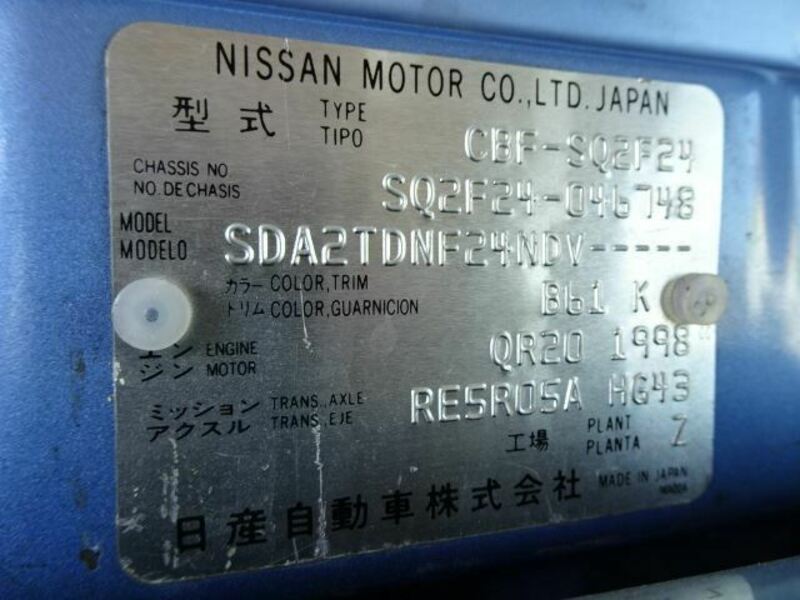 NISSAN MOTOR CO.,LTD. JAPAN
型式 TYPE TIPO CBF-SQ2F24
CHASSIS NO
NO. DE CHASIS SQ2F24-046748
MODEL
MODELO SDA2TDNF24NDV-----
カラー COLOR,TRIM
トリム COLOR,GUARNICION B61 K
エン ENGINE
ジン MOTOR QR20 1998
ミッション TRANS.,AXLE
アクスル TRANS.,EJE RE5R05A HG43
工場 PLANT PLANTA Z
日産自動車株式会社 MADE IN JAPAN